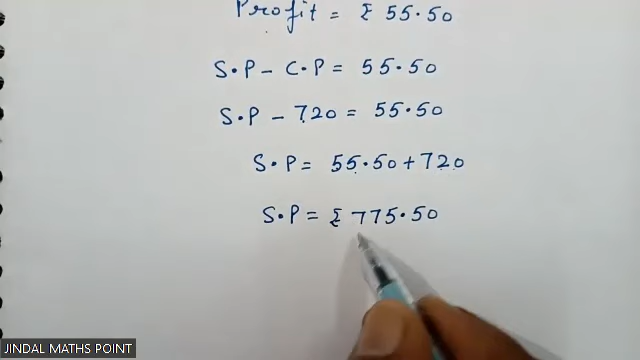 Profit = ₹ 55.50
S.P - C.P = 55.50
S.P - 720 = 55.50
S.P = 55.50 + 720
S.P = ₹ 775.50
JINDAL MATHS POINT